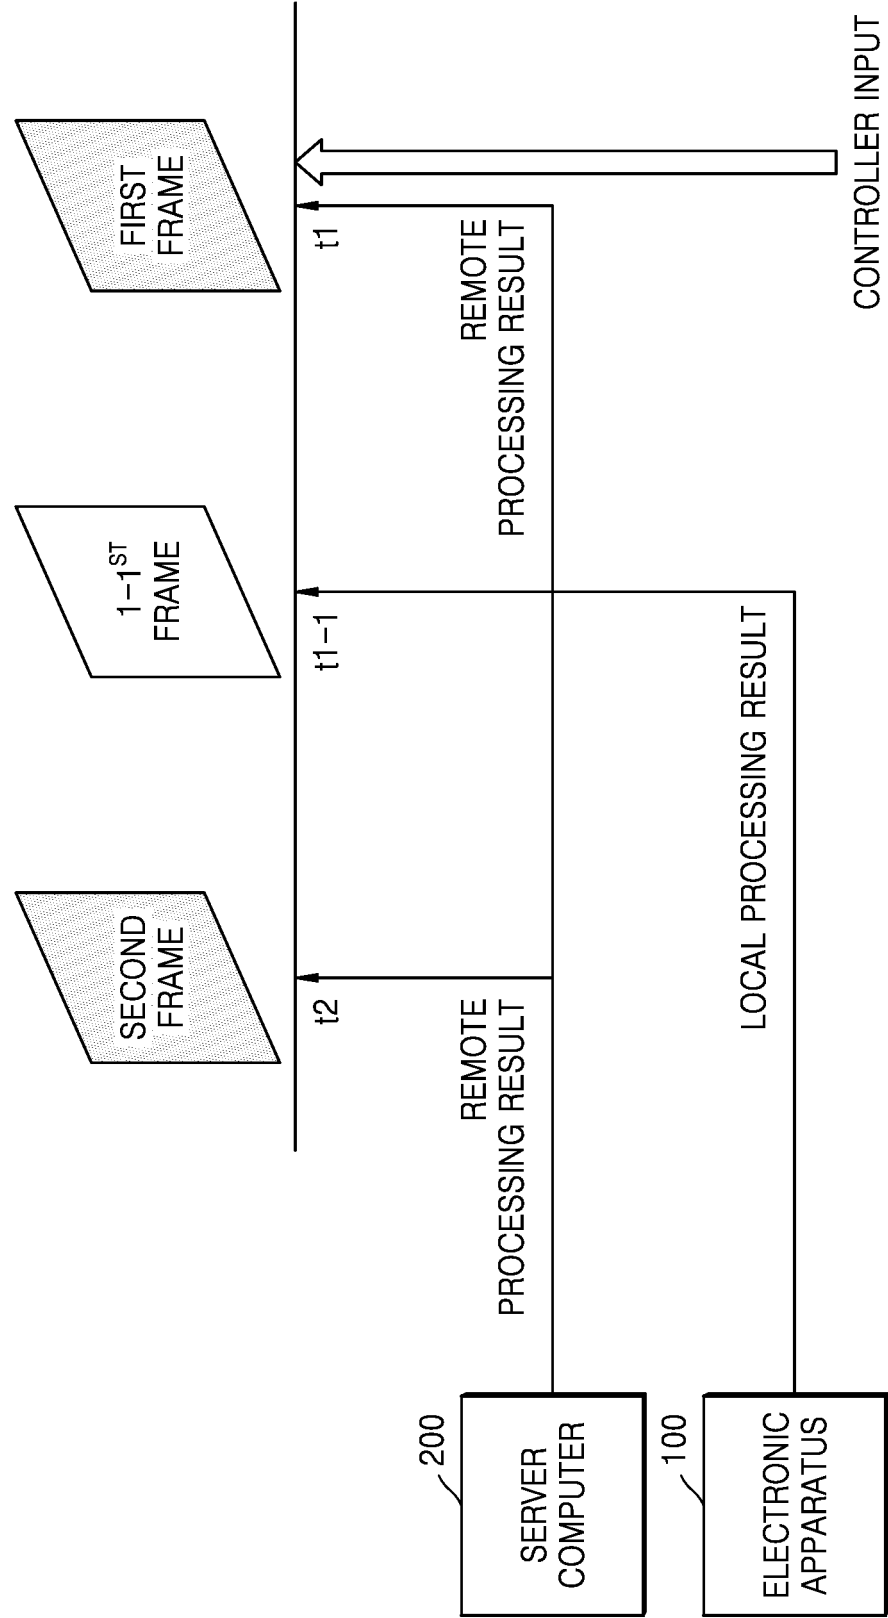 SECOND
FRAME
1-1ST
FRAME
FIRST
FRAME
t2
t1-1
t1
200
REMOTE
PROCESSING RESULT
REMOTE
PROCESSING RESULT
SERVER
COMPUTER
100
LOCAL PROCESSING RESULT
ELECTRONIC
APPARATUS
CONTROLLER INPUT